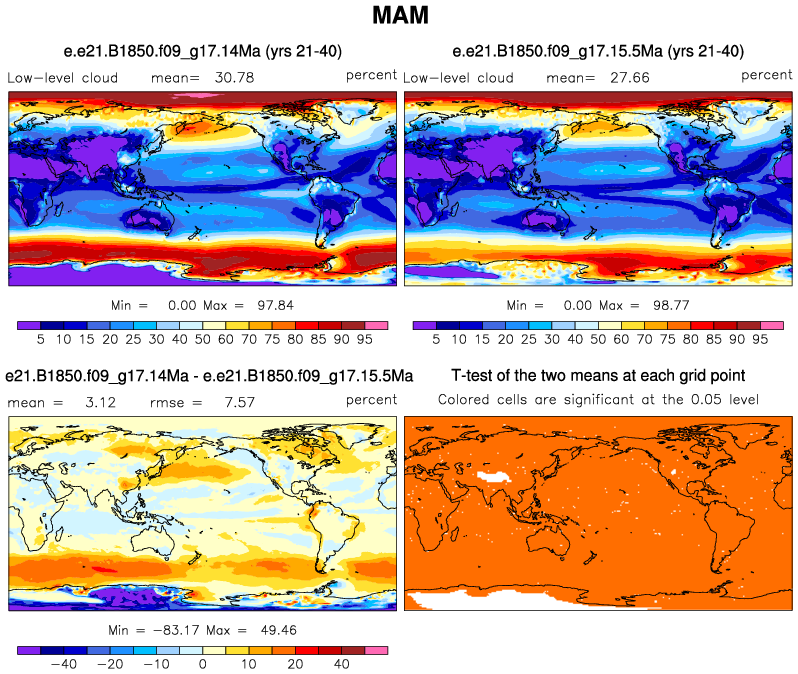 MAM
e.e21.B1850.f09_g17.14Ma (yrs 21-40)
Low-level cloud mean= 30.78 percent
e.e21.B1850.f09_g17.15.5Ma (yrs 21-40)
Low-level cloud mean= 27.66 percent
Min = 0.00 Max = 97.84
5 10 15 20 25 30 40 50 60 70 75 80 85 90 95
Min = 0.00 Max = 98.77
5 10 15 20 25 30 40 50 60 70 75 80 85 90 95
e21.B1850.f09_g17.14Ma - e.e21.B1850.f09_g17.15.5Ma
mean = 3.12 rmse = 7.57 percent
T-test of the two means at each grid point
Colored cells are significant at the 0.05 level
Min = -83.17 Max = 49.46
-40 -20 -10 0 10 20 40